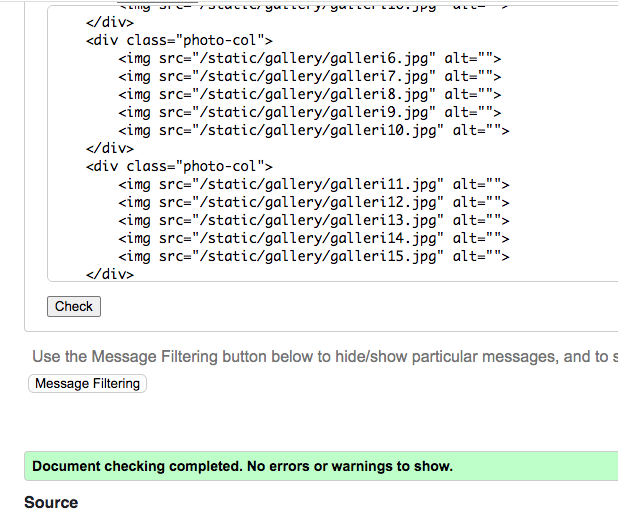 </div>
<div class="photo-col">
<img src="/static/gallery/galleri6.jpg" alt="">
<img src="/static/gallery/galleri7.jpg" alt="">
<img src="/static/gallery/galleri8.jpg" alt="">
<img src="/static/gallery/galleri9.jpg" alt="">
<img src="/static/gallery/galleri10.jpg" alt="">
</div>
<div class="photo-col">
<img src="/static/gallery/galleri11.jpg" alt="">
<img src="/static/gallery/galleri12.jpg" alt="">
<img src="/static/gallery/galleri13.jpg" alt="">
<img src="/static/gallery/galleri14.jpg" alt="">
<img src="/static/gallery/galleri15.jpg" alt="">
</div>
Check
Use the Message Filtering button below to hide/show particular messages, and to
Message Filtering
Document checking completed. No errors or warnings to show.
Source